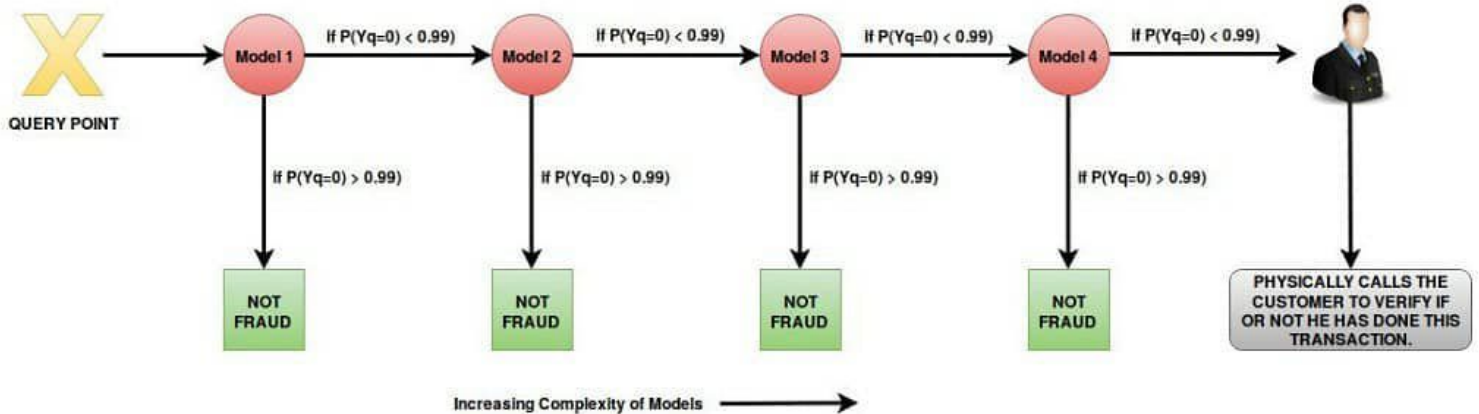 If P(Yq=0) < 0.99)
If P(Yq=0) < 0.99)
If P(Yq=0) < 0.99)
If P(Yq=0) < 0.99)
Model 1
Model 2
Model 3
Model 4
QUERY POINT
If P(Yq=0) > 0.99)
If P(Yq=0) > 0.99)
If P(Yq=0) > 0.99)
If P(Yq=0) > 0.99)
NOT
FRAUD
NOT
FRAUD
NOT
FRAUD
NOT
FRAUD
PHYSICALLY CALLS THE
CUSTOMER TO VERIFY IF
OR NOT HE HAS DONE THIS
TRANSACTION.
Increasing Complexity of Models